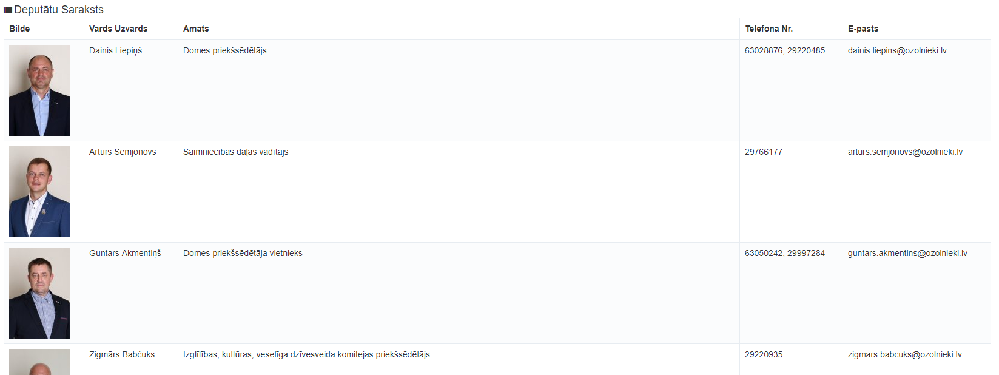 Deputātu Saraksts
Bilde Vards Uzvards Amats Telefona Nr. E-pasts
Dainis Liepiņš Domes priekšsēdētājs 63028876, 29220485 dainis.liepins@ozolnieki.lv
Artūrs Semjonovs Saimniecības daļas vadītājs 29766177 arturs.semjonovs@ozolnieki.lv
Guntars Akmentiņš Domes priekšsēdētāja vietnieks 63050242, 29997284 guntars.akmentins@ozolnieki.lv
Zigmārs Babčuks Izglītības, kultūras, veselīga dzīvesveida komitejas priekšsēdētājs 29220935 zigmars.babcuks@ozolnieki.lv